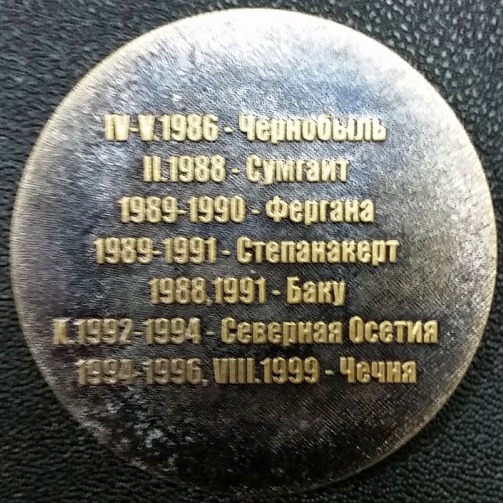 IV-V.1986 - Чернобыль
II.1988 - Сумгаит
1989-1990 - Фергана
1989-1991 - Степанакерт
1988,1991 - Баку
X.1992-1994 - Северная Осетия
1994-1996, VIII.1999 - Чечня